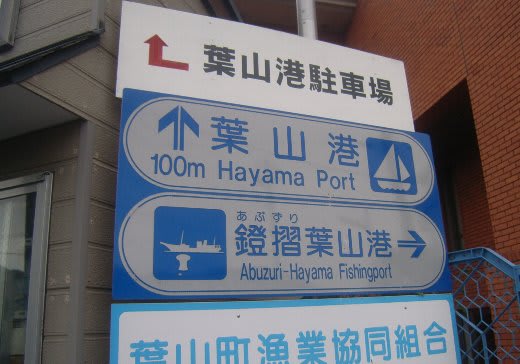 葉山港駐車場
葉山港
100m Hayama Port
あぶずり
鐙摺葉山港
Abuzuri-Hayama Fishingport
葉山町漁業協同組合